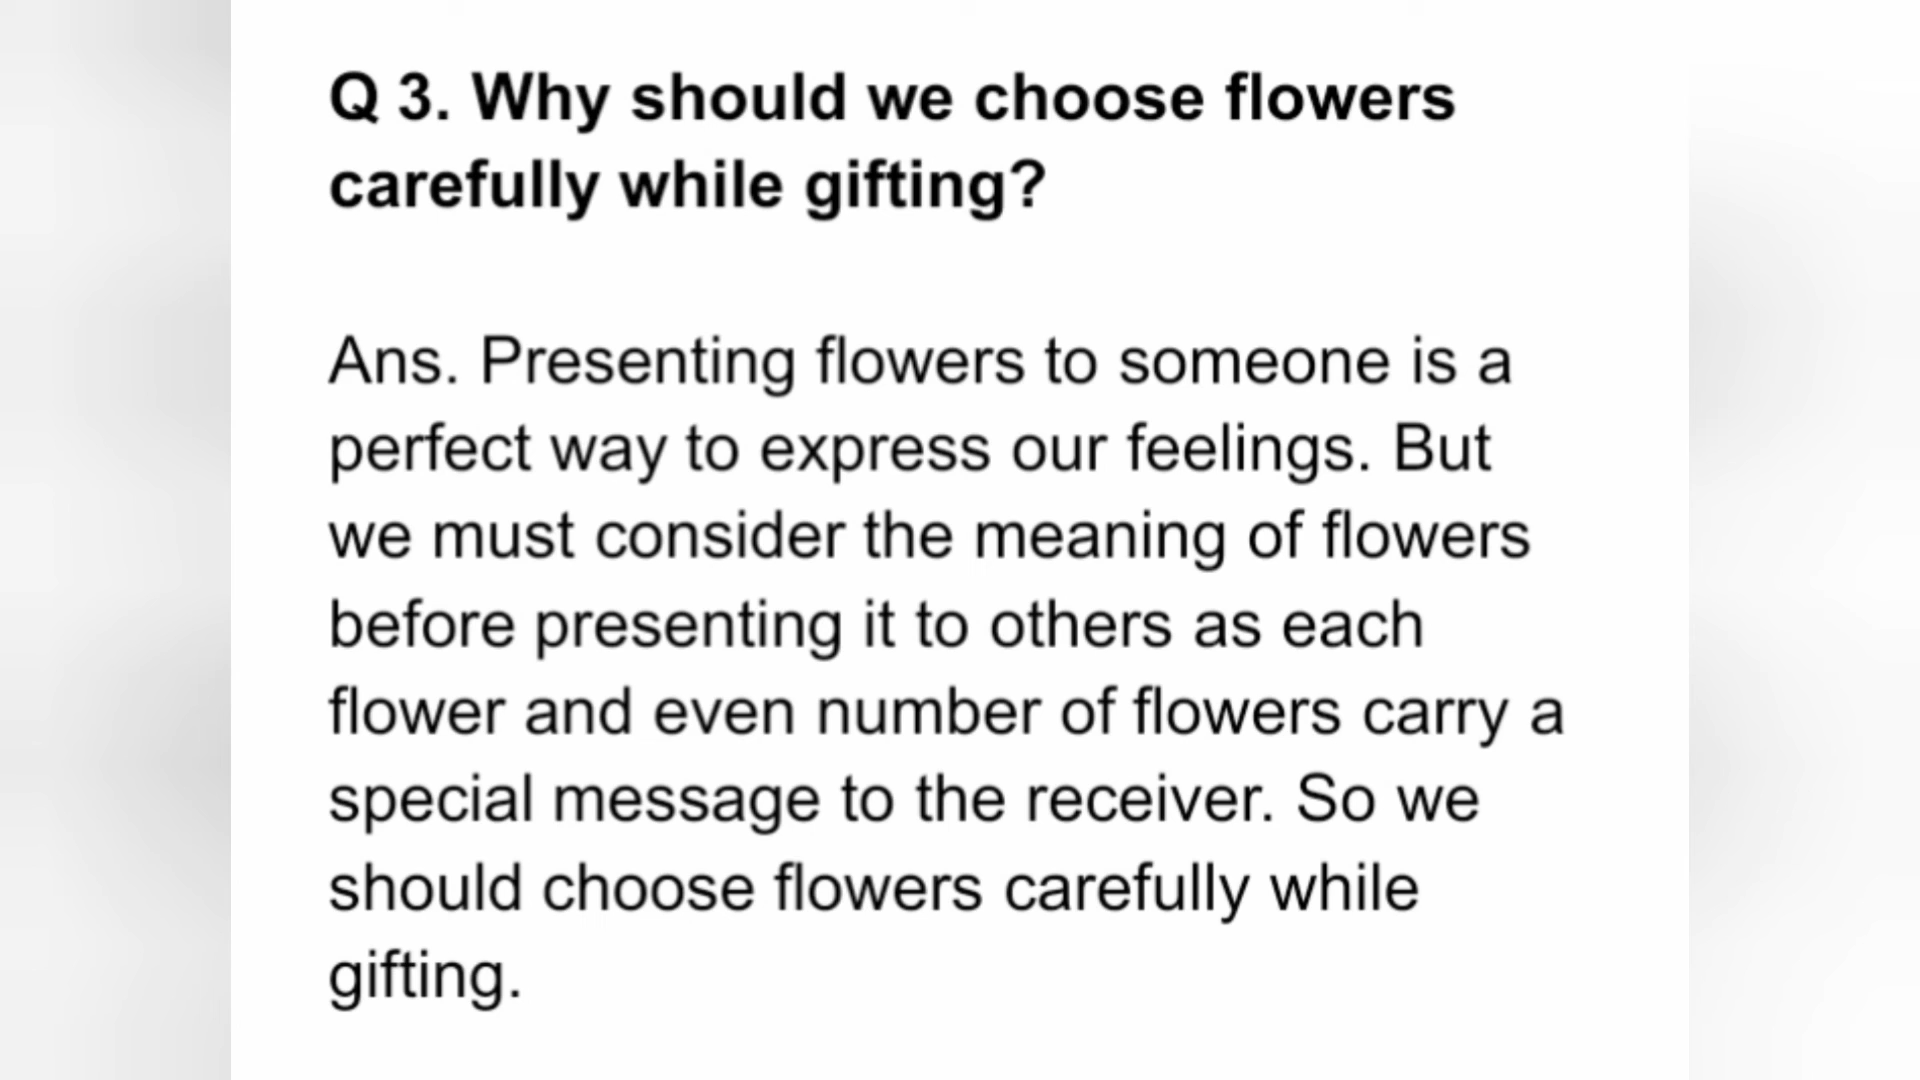 Q 3. Why should we choose flowers
carefully while gifting?
Ans. Presenting flowers to someone is a
perfect way to express our feelings. But
we must consider the meaning of flowers
before presenting it to others as each
flower and even number of flowers carry a
special message to the receiver. So we
should choose flowers carefully while
gifting.